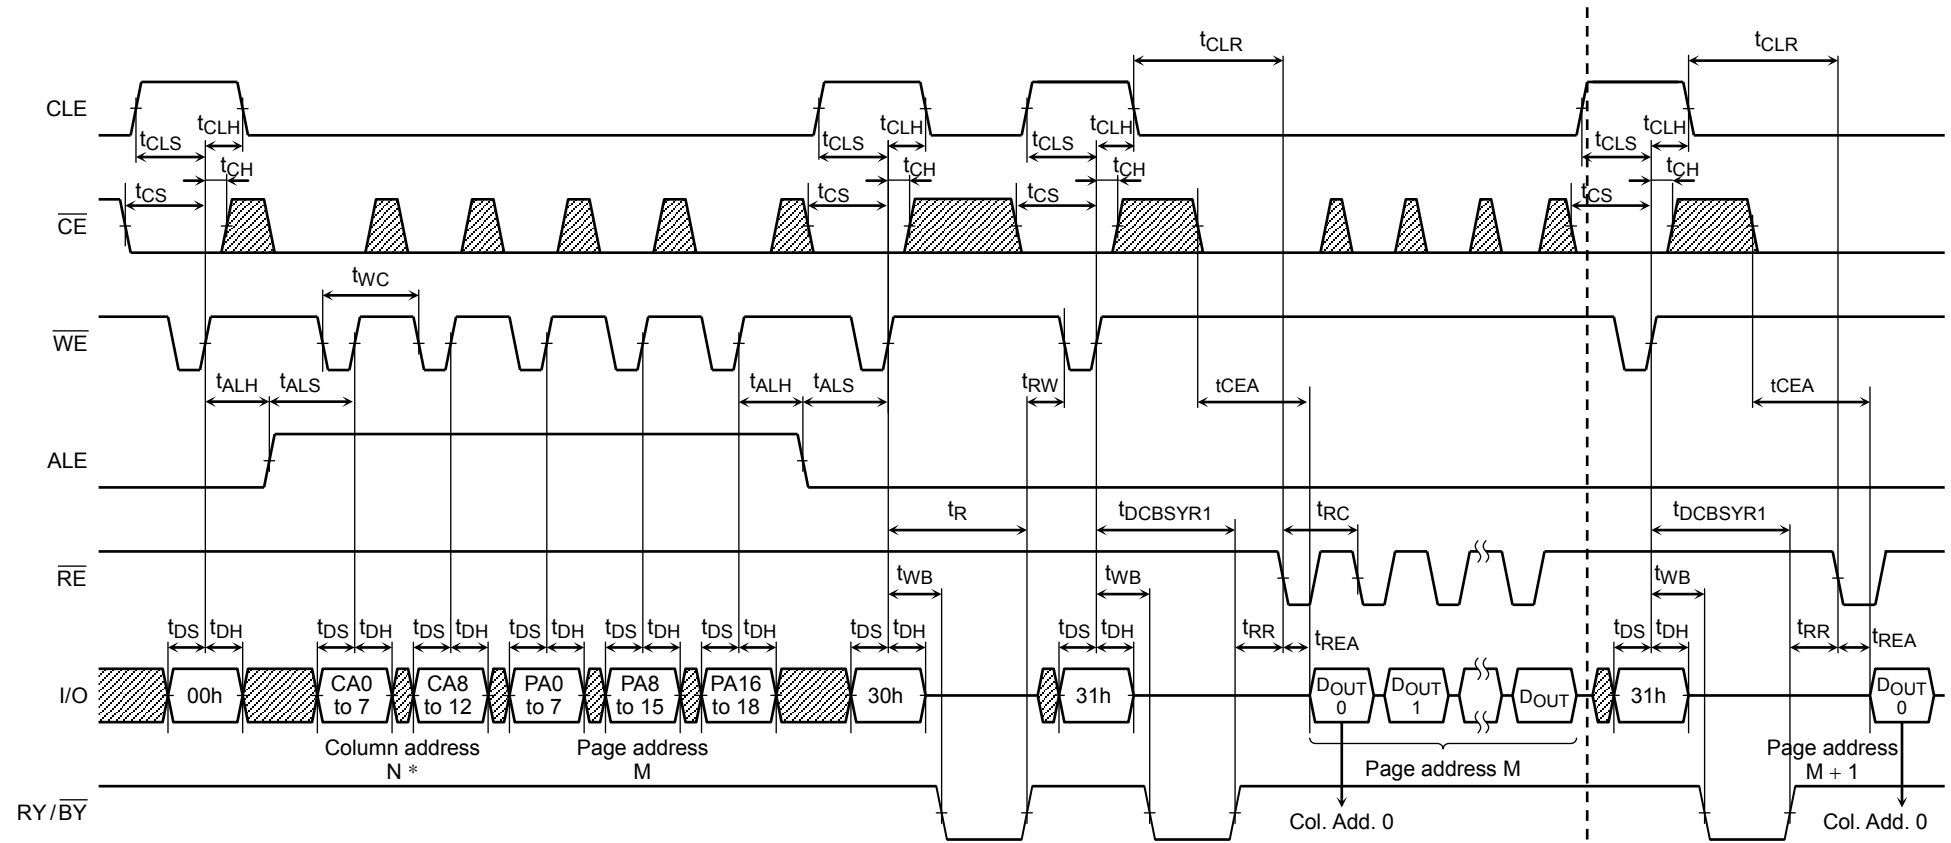 tCLR tCLR
CLE
tCLS tCLH tCLS tCLH tCLS tCLH tCLS tCLH
tCS tCH tCS tCH tCS tCH tCS tCH
CE
tWC
WE
tALH tALS tALH tALS tRW tCEA tCEA
ALE
tR tDCBSYR1 tRC tDCBSYR1
RE
tWB tWB tWB
tDS tDH tDS tDH tDS tDH tDS tDH tDS tDH tDS tDH tDS tDH tDS tDH tRR tREA tDS tDH tRR tREA
I/O
00h
CA0 to 7
CA8 to 12
PA0 to 7
PA8 to 15
PA16 to 18
30h
31h
DOUT 0
DOUT 1
DOUT
31h
DOUT 0
Column address
N *
Page address
M
Page address M
Page address
M + 1
RY/BY
Col. Add. 0
Col. Add. 0